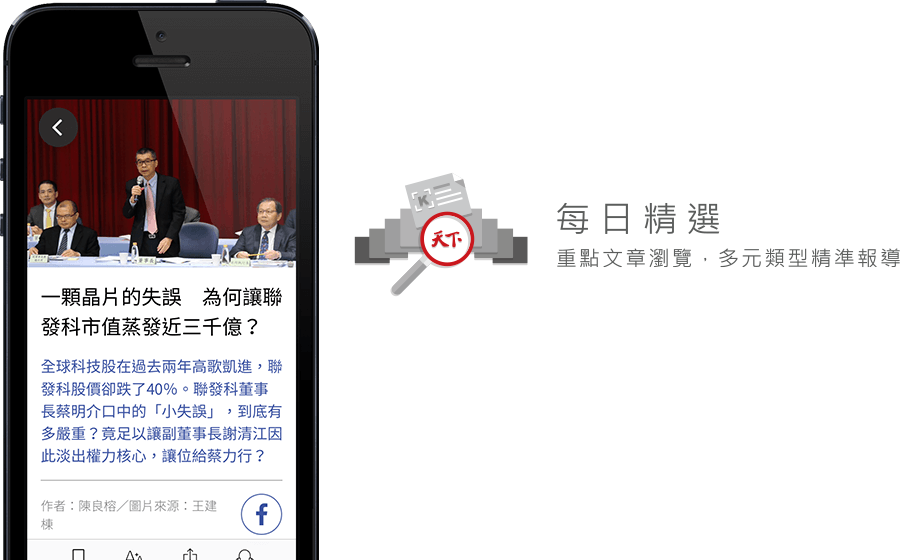 一顆晶片的失誤　為何讓聯
發科市值蒸發近三千億？
全球科技股在過去兩年高歌凱進，聯
發科股價卻跌了40%。聯發科董事
長蔡明介口中的「小失誤」，到底有
多嚴重？竟足以讓副董事長謝清江因
此淡出權力核心，讓位給蔡力行？
作者：陳良榕／圖片來源：王建
棟
K
天下
每日精選
重點文章瀏覽，多元類型精準報導